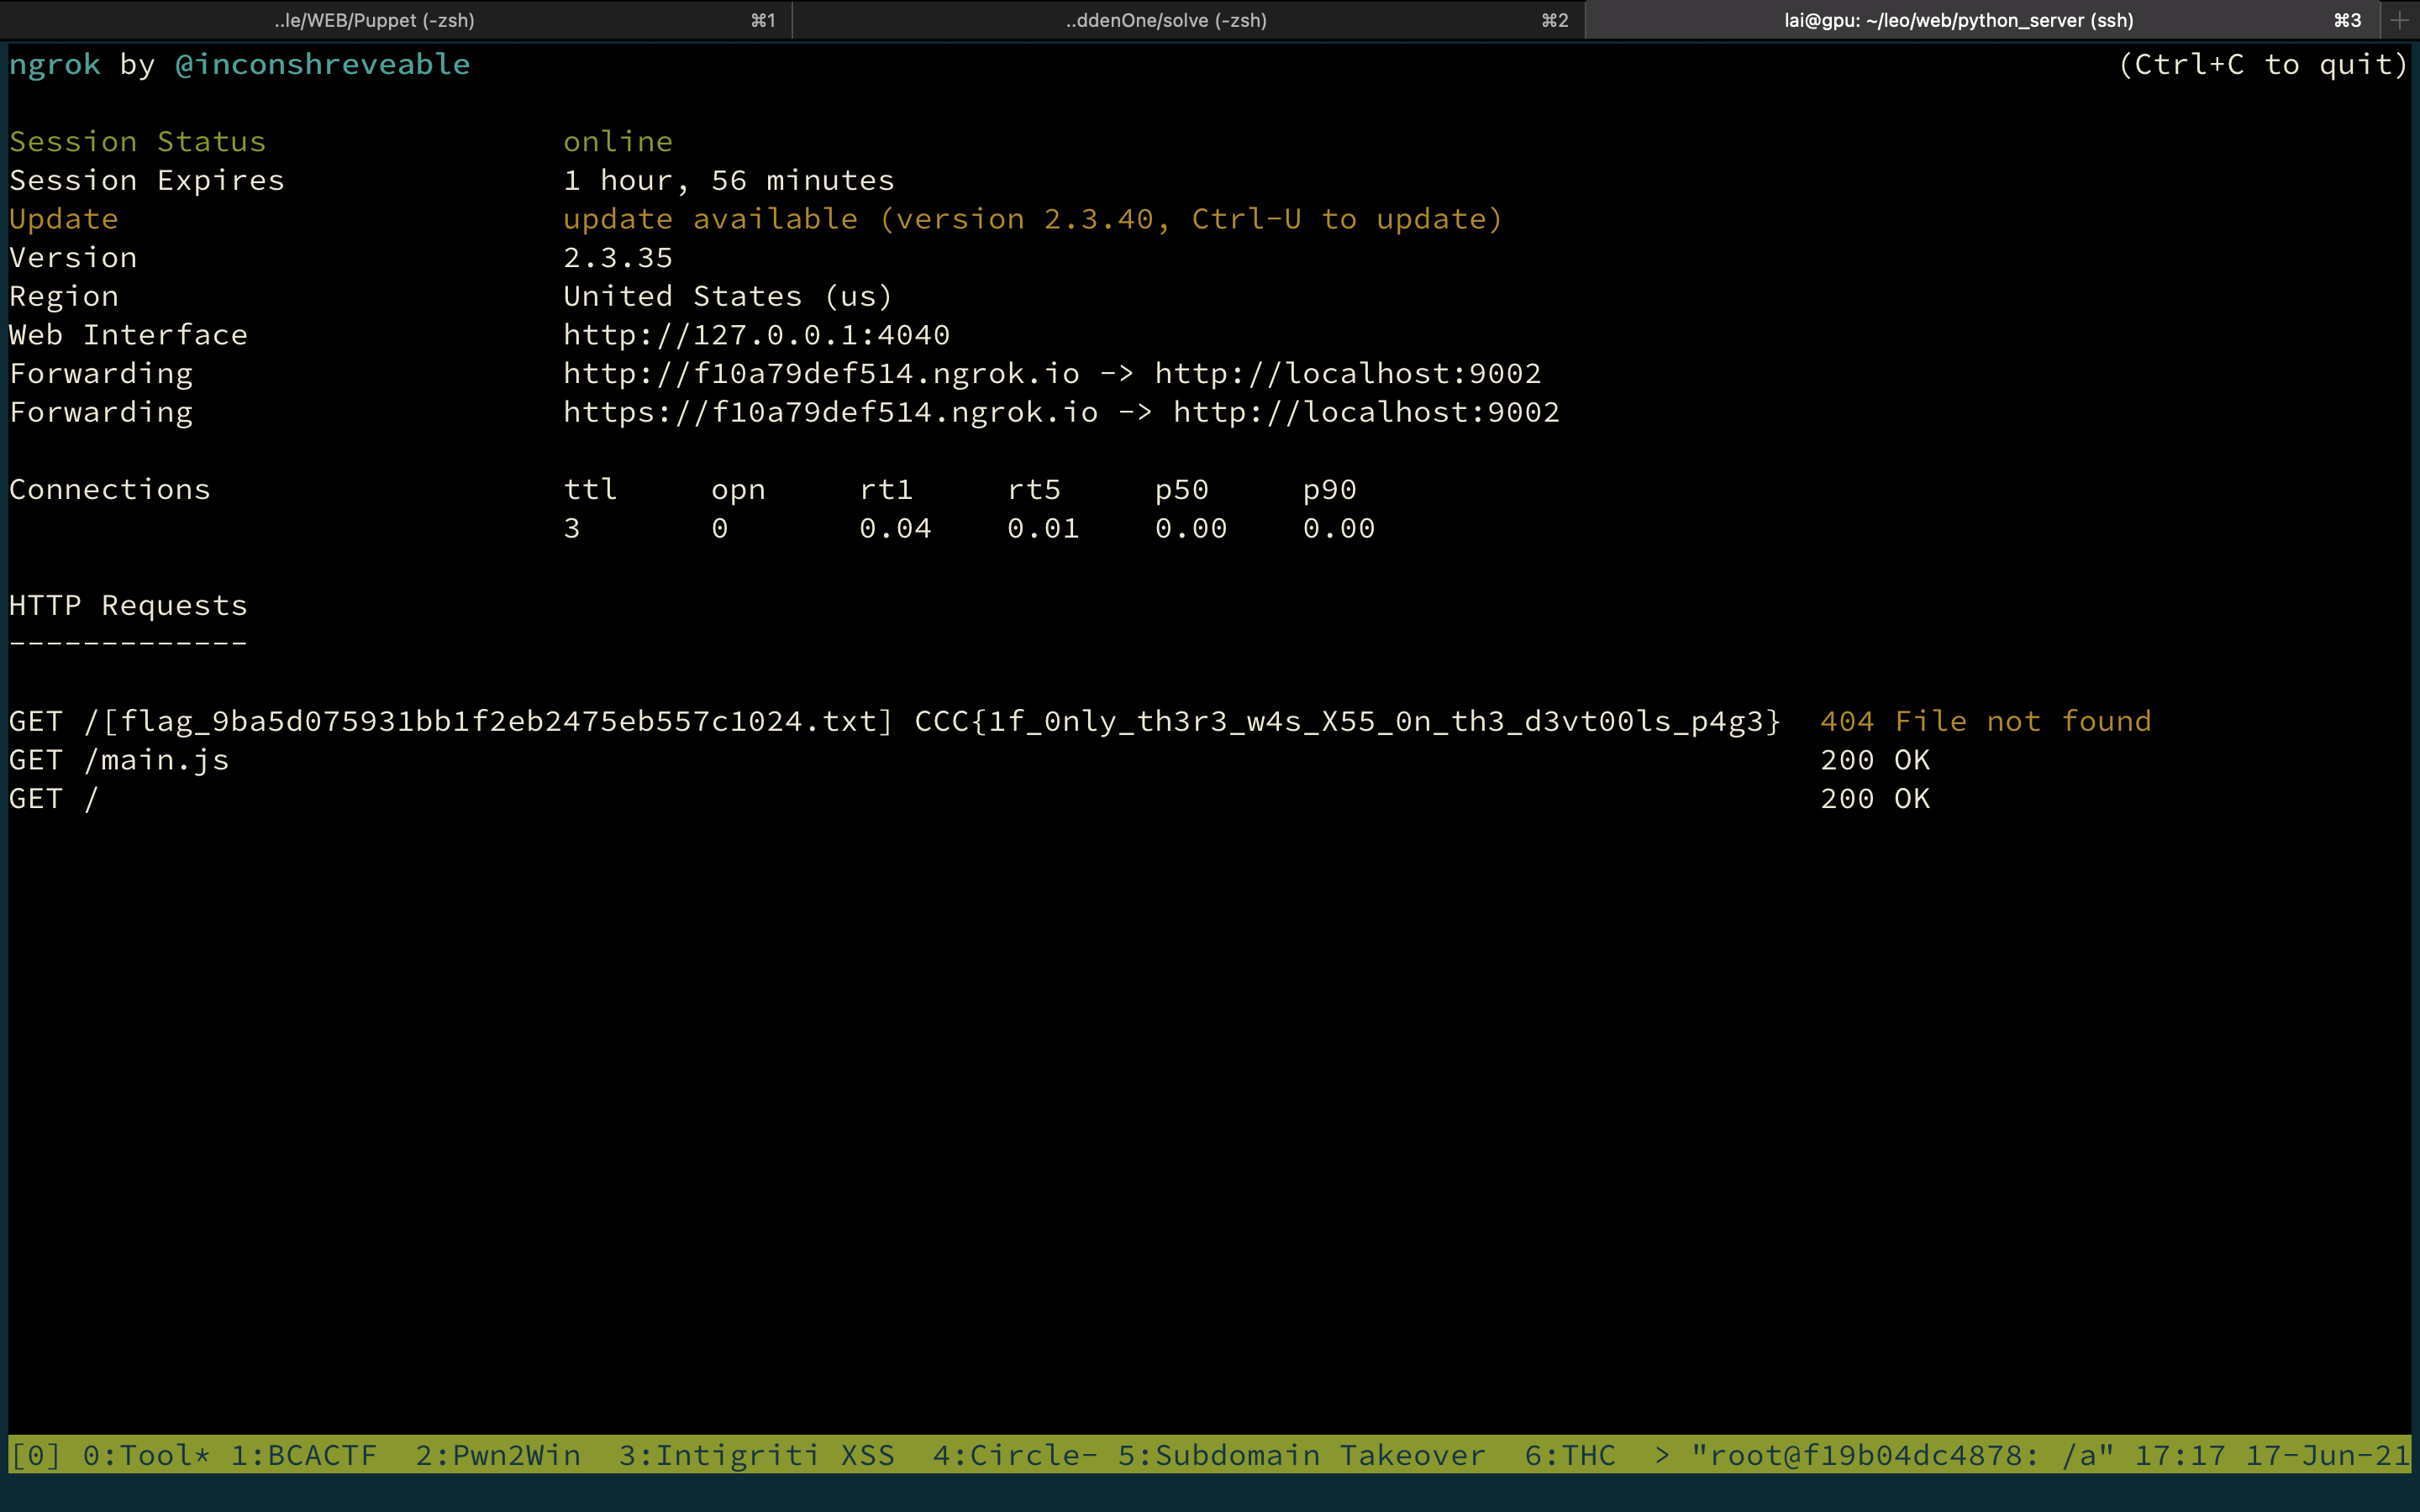 ..le/WEB/Puppet (-zsh) ⌘1 ..ddenOne/solve (-zsh) ⌘2 lai@gpu: ~/leo/web/python_server (ssh) ⌘3 +
ngrok by @inconshreveable (Ctrl+C to quit)
Session Status online
Session Expires 1 hour, 56 minutes
Update update available (version 2.3.40, Ctrl-U to update)
Version 2.3.35
Region United States (us)
Web Interface http://127.0.0.1:4040
Forwarding http://f10a79def514.ngrok.io -> http://localhost:9002
Forwarding https://f10a79def514.ngrok.io -> http://localhost:9002
Connections ttl opn rt1 rt5 p50 p90
3 0 0.04 0.01 0.00 0.00
HTTP Requests
-------------
GET /[flag_9ba5d075931bb1f2eb2475eb557c1024.txt] CCC{1f_0nly_th3r3_w4s_X55_0n_th3_d3vt00ls_p4g3} 404 File not found
GET /main.js 200 OK
GET / 200 OK
[0] 0:Tool* 1:BCACTF 2:Pwn2Win 3:Intigriti XSS 4:Circle- 5:Subdomain Takeover 6:THC > "root@f19b04dc4878: /a" 17:17 17-Jun-21